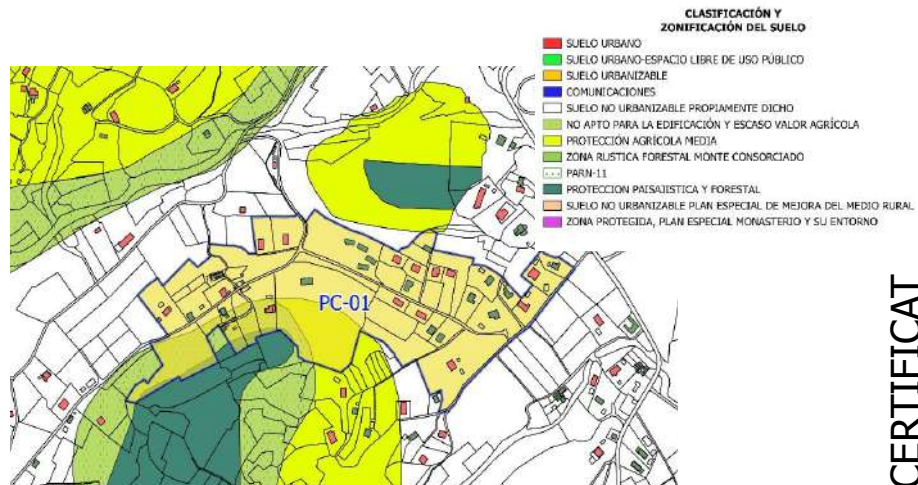 CLASIFICACIÓN Y
ZONIFICACIÓN DEL SUELO
SUELO URBANO
SUELO URBANO-ESPACIO LIBRE DE USO PÚBLICO
SUELO URBANIZABLE
COMUNICACIONES
SUELO NO URBANIZABLE PROPIAMENTE DICHO
NO APTO PARA LA EDIFICACIÓN Y ESCASO VALOR AGRÍCOLA
PROTECCIÓN AGRÍCOLA MEDIA
ZONA RUSTICA FORESTAL MONTE CONSORCIADO
PARN-11
PROTECCION PAISAJISTICA Y FORESTAL
SUELO NO URBANIZABLE PLAN ESPECIAL DE MEJORA DEL MEDIO RURAL
ZONA PROTEGIDA, PLAN ESPECIAL MONASTERIO Y SU ENTORNO
PC-01
CERTIFICAT